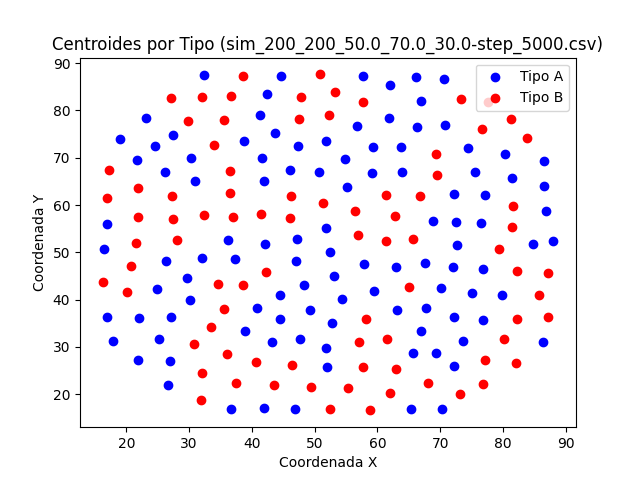 Centroides por Tipo (sim_200_200_50.0_70.0_30.0-step_5000.csv)
Tipo A
Tipo B
90
80
70
60
50
40
30
20
Coordenada Y
20 30 40 50 60 70 80 90
Coordenada X